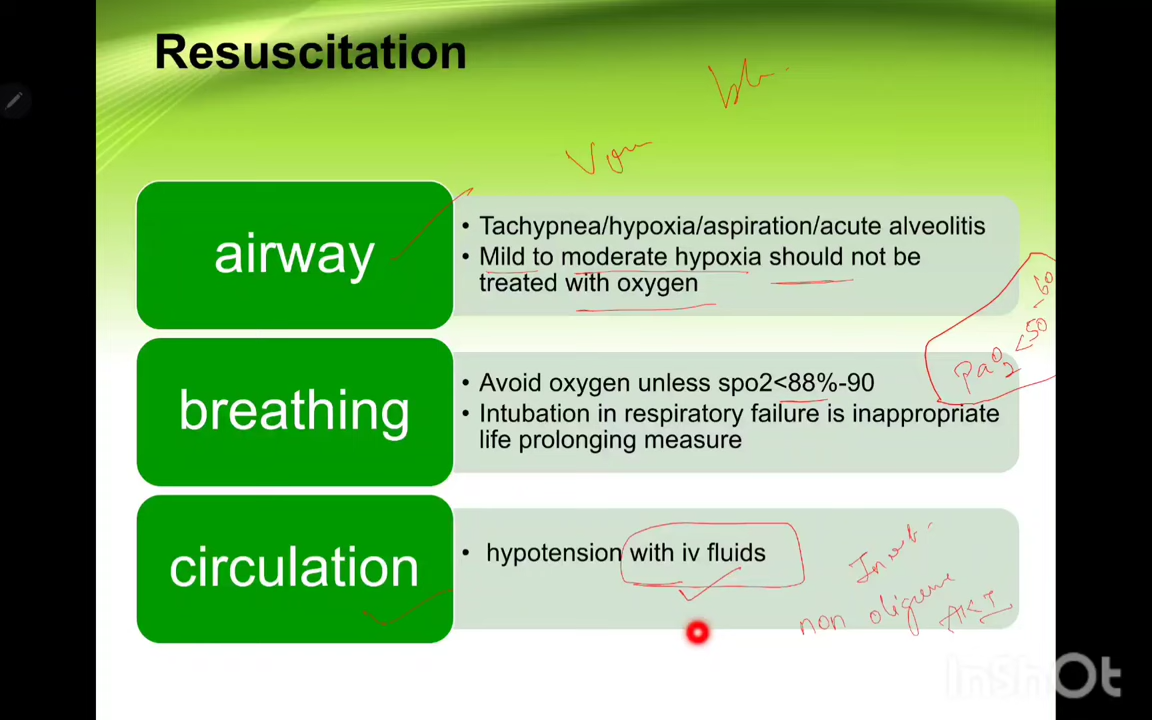 Resuscitation
airway
• Tachypnea/hypoxia/aspiration/acute alveolitis
• Mild to moderate hypoxia should not be
treated with oxygen
PaO2 <50 -60
breathing
• Avoid oxygen unless spo2<88%-90
• Intubation in respiratory failure is inappropriate
life prolonging measure
circulation
• hypotension with iv fluids
non
InShOt